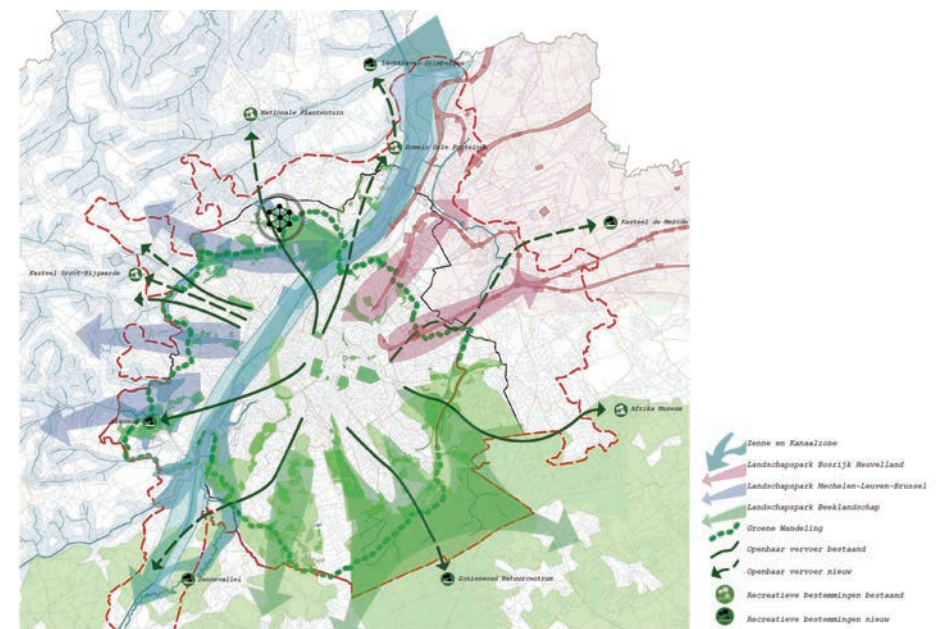 Nationale Plantentuin
Domein Drie Fonteinen
Kasteel de Merode
Kasteel Groot-Bijgaarde
Afrika Museum
Zennevallei
Zonienwoud Natuurcentrum
Zenne en Kanaalzone
Landschapspark Bosrijk Heuvelland
Landschapspark Mechelen-Leuven-Brussel
Landschapspark Beeklandschap
Groene Wandeling
Openbaar vervoer bestaand
Openbaar vervoer nieuw
Recreatieve bestemmingen bestaand
Recreatieve bestemmingen nieuw